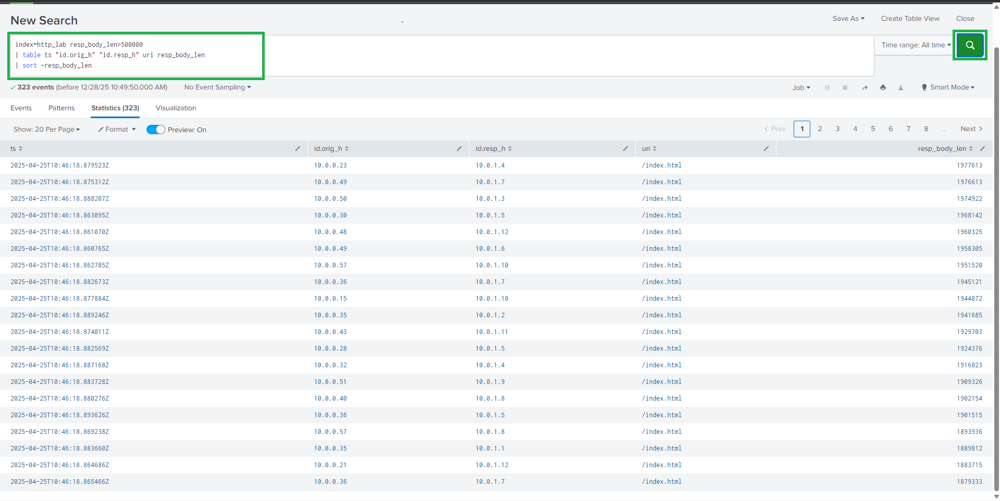 New Search
.
Save As
Create Table View
Close
index=http_lab resp_body_len>500000
| table ts "id.orig_h" "id.resp_h" uri resp_body_len
| sort -resp_body_len
Time range: All time
323 events (before 12/28/25 10:49:50.000 AM)
No Event Sampling
Job
Smart Mode
Events
Patterns
Statistics (323)
Visualization
Show: 20 Per Page
Format
Preview: On
< Prev 1 2 3 4 5 6 7 8 ... Next >
ts id.orig_h id.resp_h uri resp_body_len
2025-04-25T10:46:18.879523Z 10.0.0.23 10.0.1.4 /index.html 1977613
2025-04-25T10:46:18.875312Z 10.0.0.49 10.0.1.7 /index.html 1976613
2025-04-25T10:46:18.888207Z 10.0.0.50 10.0.1.3 /index.html 1974922
2025-04-25T10:46:18.863095Z 10.0.0.30 10.0.1.5 /index.html 1968142
2025-04-25T10:46:18.861070Z 10.0.0.48 10.0.1.12 /index.html 1960325
2025-04-25T10:46:18.860765Z 10.0.0.49 10.0.1.6 /index.html 1958305
2025-04-25T10:46:18.862785Z 10.0.0.57 10.0.1.10 /index.html 1951520
2025-04-25T10:46:18.882673Z 10.0.0.36 10.0.1.7 /index.html 1945121
2025-04-25T10:46:18.877884Z 10.0.0.15 10.0.1.10 /index.html 1944872
2025-04-25T10:46:18.889246Z 10.0.0.35 10.0.1.2 /index.html 1941685
2025-04-25T10:46:18.874011Z 10.0.0.43 10.0.1.11 /index.html 1929703
2025-04-25T10:46:18.882569Z 10.0.0.28 10.0.1.5 /index.html 1924376
2025-04-25T10:46:18.887168Z 10.0.0.32 10.0.1.4 /index.html 1916823
2025-04-25T10:46:18.883728Z 10.0.0.51 10.0.1.9 /index.html 1909326
2025-04-25T10:46:18.880276Z 10.0.0.40 10.0.1.8 /index.html 1902154
2025-04-25T10:46:18.893626Z 10.0.0.36 10.0.1.5 /index.html 1901515
2025-04-25T10:46:18.869238Z 10.0.0.57 10.0.1.8 /index.html 1893936
2025-04-25T10:46:18.883660Z 10.0.0.35 10.0.1.1 /index.html 1889812
2025-04-25T10:46:18.864686Z 10.0.0.21 10.0.1.12 /index.html 1883715
2025-04-25T10:46:18.865466Z 10.0.0.36 10.0.1.7 /index.html 1879333